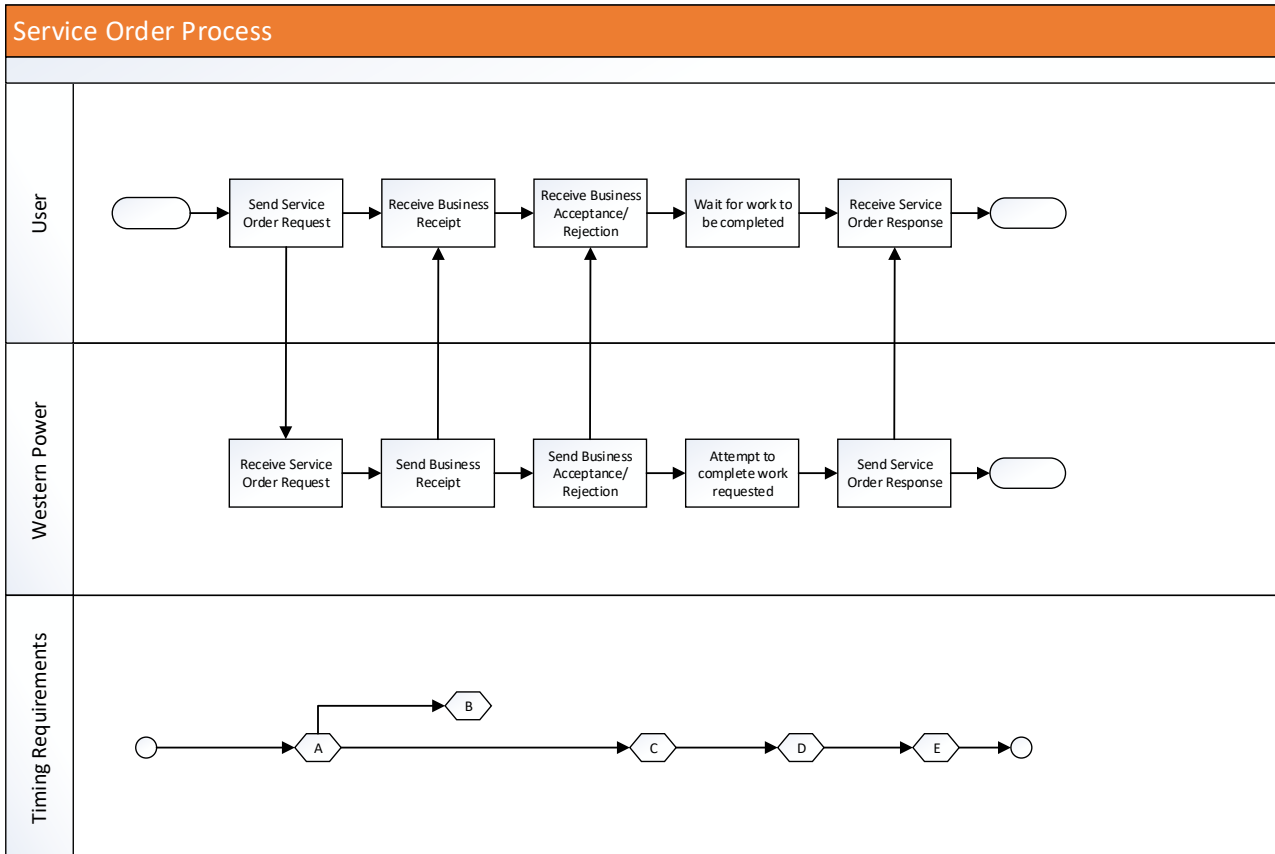 Service Order Process
User
Send Service
Order Request
Receive Business
Receipt
Receive Business
Acceptance/
Rejection
Wait for work to
be completed
Receive Service
Order Response
Western Power
Receive Service
Order Request
Send Business
Receipt
Send Business
Acceptance/
Rejection
Attempt to
complete work
requested
Send Service
Order Response
Timing Requirements
A
B
C
D
E